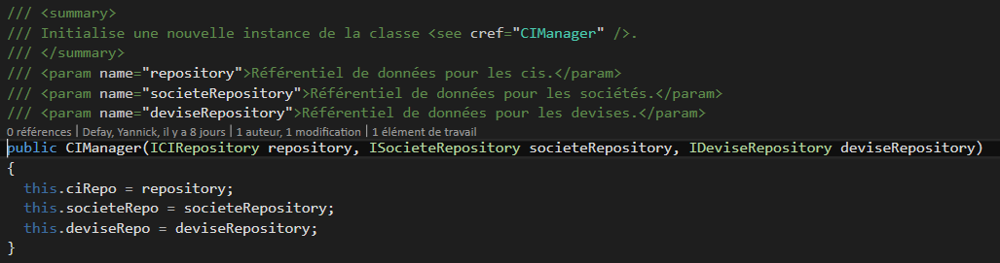 /// <summary>
/// Initialise une nouvelle instance de la classe <see cref="CIManager" />.
/// </summary>
/// <param name="repository">Référentiel de données pour les cis.</param>
/// <param name="societeRepository">Référentiel de données pour les sociétés.</param>
/// <param name="deviseRepository">Référentiel de données pour les devises.</param>
0 références | Defay, Yannick, il y a 8 jours | 1 auteur, 1 modification | 1 élément de travail
public CIManager(ICIRepository repository, ISocieteRepository societeRepository, IDeviseRepository deviseRepository)
{
  this.ciRepo = repository;
  this.societeRepo = societeRepository;
  this.deviseRepo = deviseRepository;
}